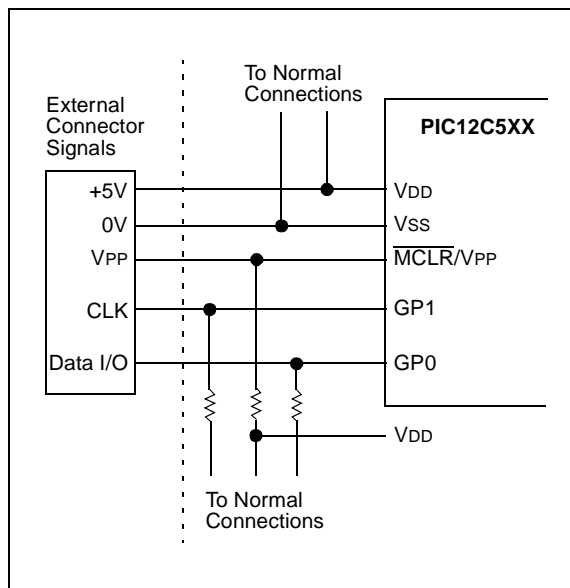 To Normal
Connections
External
Connector
Signals
PIC12C5XX
+5V
VDD
0V
VSS
VPP
MCLR/VPP
CLK
GP1
Data I/O
GP0
VDD
To Normal
Connections